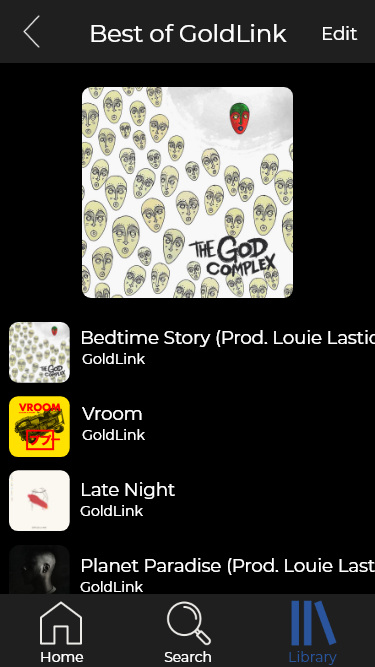 Best of GoldLink
Edit
THE GOD
COMPLEX
THE GOD
COMPLEX
Bedtime Story (Prod. Louie Lastic
GoldLink
VROOM
Vroom
GoldLink
Late Night
GoldLink
Planet Paradise (Prod. Louie Last
GoldLink
Home
Search
Library